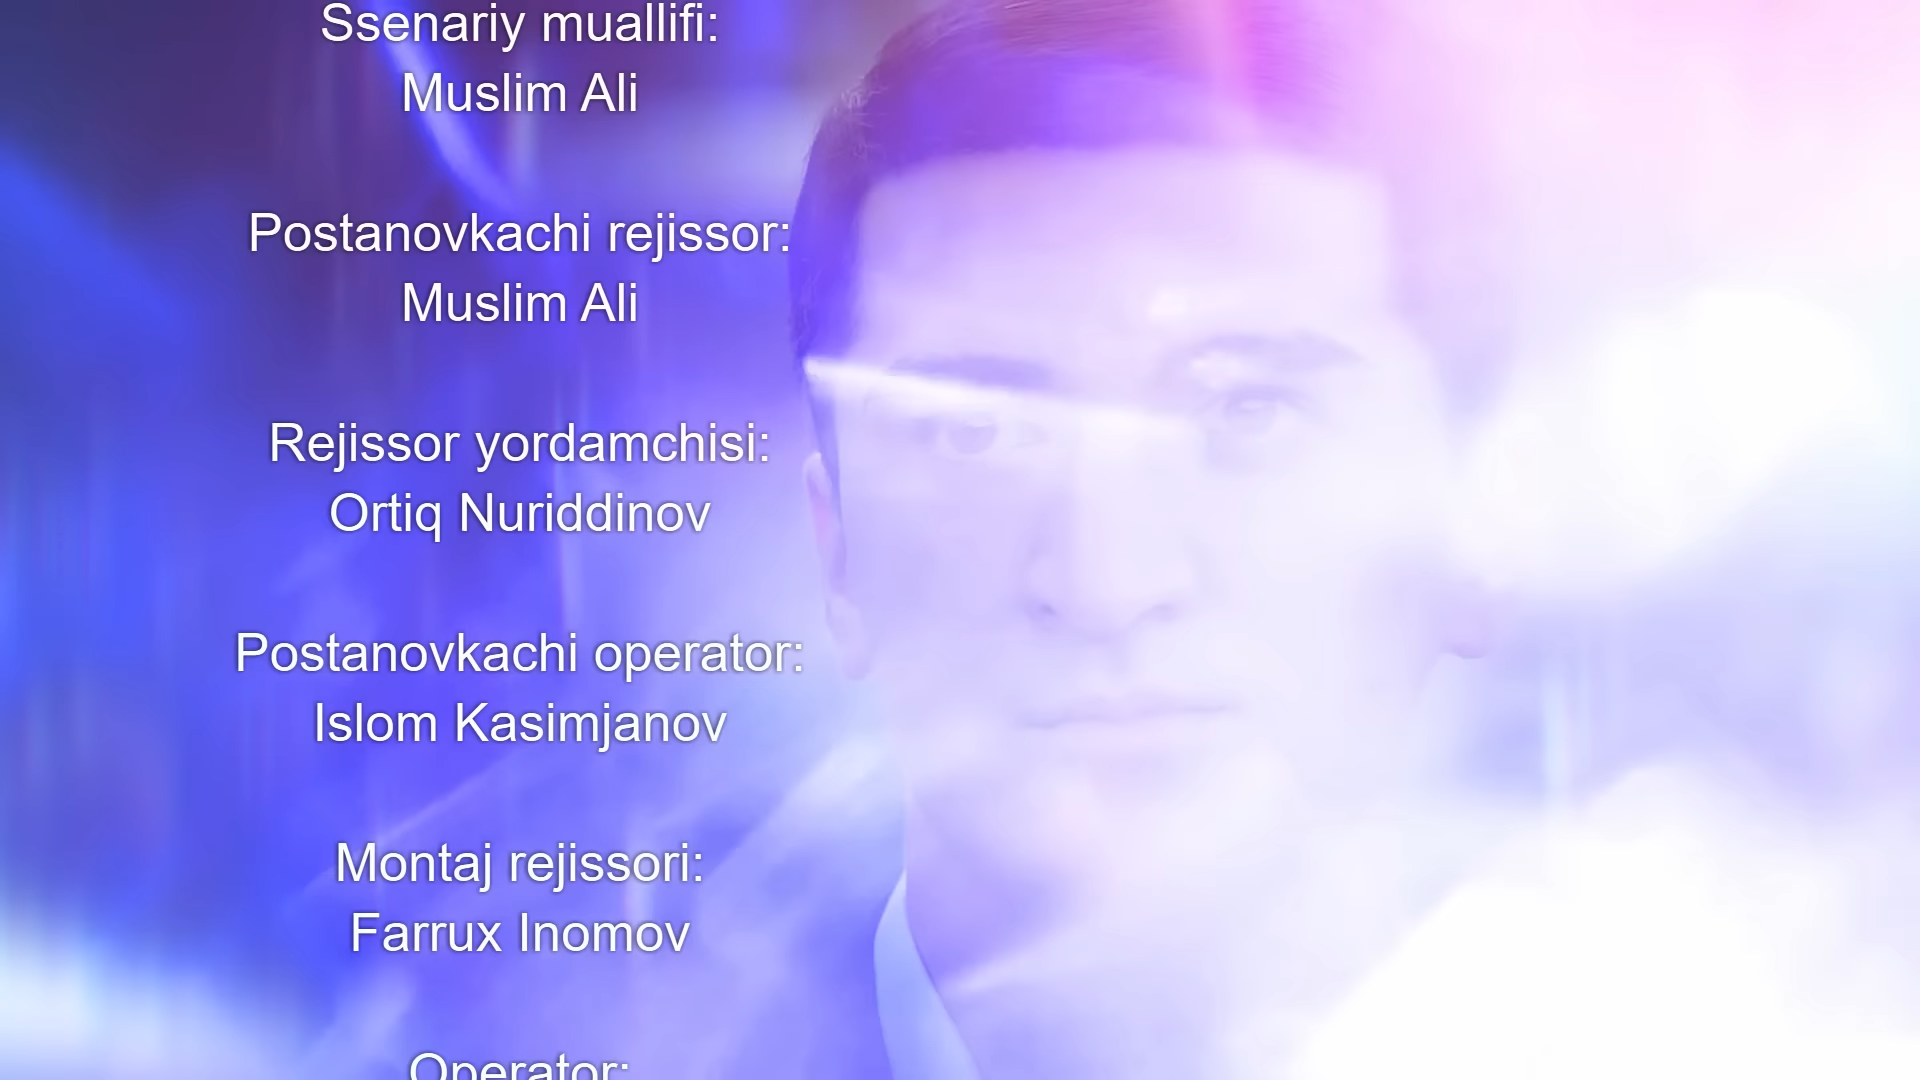 Ssenariy muallifi:
Muslim Ali
Postanovkachi rejissor:
Muslim Ali
Rejissor yordamchisi:
Ortiq Nuriddinov
Postanovkachi operator:
Islom Kasimjanov
Montaj rejissori:
Farrux Inomov
Operator: